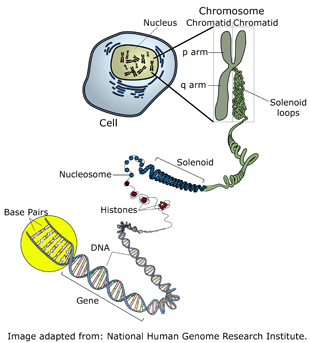 Chromosome
Nucleus
Chromatid Chromatid
p arm
q arm
Solenoid
loops
Cell
Solenoid
Nucleosome
Histones
Base Pairs
DNA
Gene
Image adapted from: National Human Genome Research Institute.